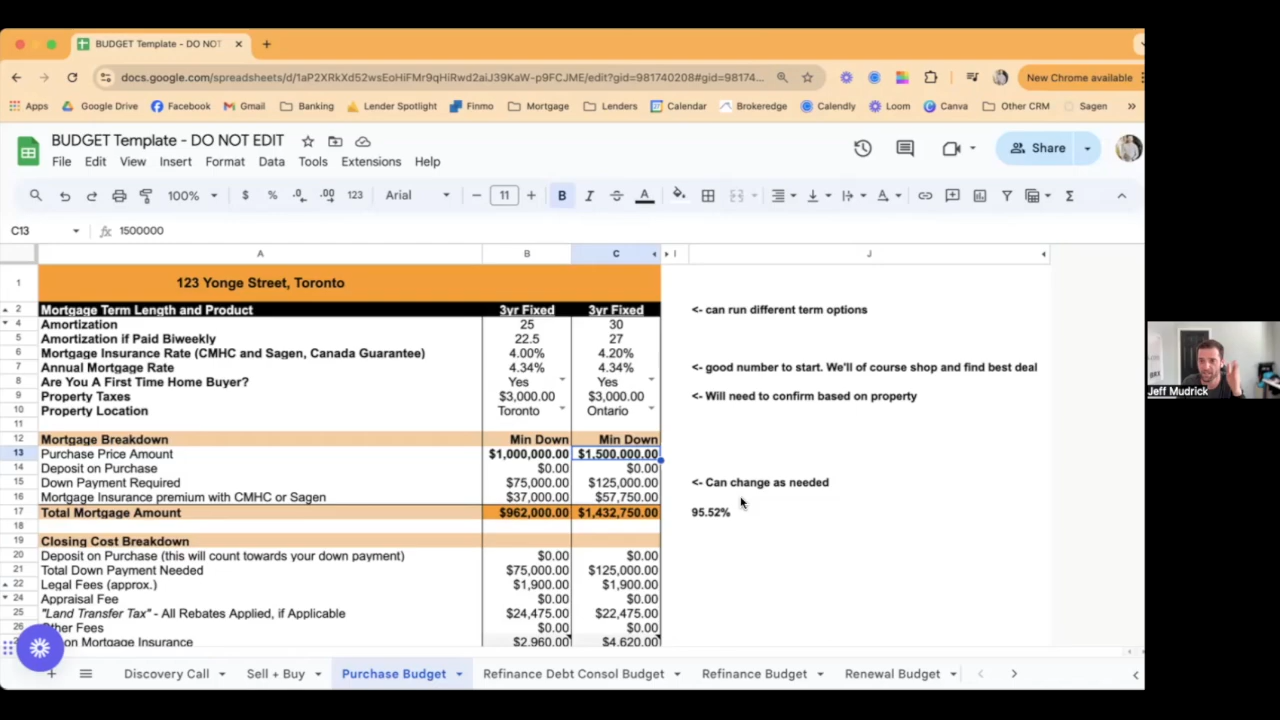 BUDGET Template - DO NOT
docs.google.com/spreadsheets/d/1aP2XRkXd52wsEoHiFMr9qHiRwd2aiJ39KaW-p9FCJME/edit?gid=981740208#gid=98174...
New Chrome available
Apps Google Drive Facebook Gmail Banking Lender Spotlight Finmo Mortgage Lenders Calendar Brokeredge Calendly Loom Canva Other CRM Sagen »
BUDGET Template - DO NOT EDIT
Share
File Edit View Insert Format Data Tools Extensions Help
100% $ % .0 .00 123 Arial 11 B I A
C13 fx 1500000
A B C I J
1 123 Yonge Street, Toronto
2 Mortgage Term Length and Product 3yr Fixed 3yr Fixed <- can run different term options
4 Amortization 25 30
5 Amortization if Paid Biweekly 22.5 27
6 Mortgage Insurance Rate (CMHC and Sagen, Canada Guarantee) 4.00% 4.20%
7 Annual Mortgage Rate 4.34% 4.34% <- good number to start. We'll of course shop and find best deal
8 Are You A First Time Home Buyer? Yes Yes
9 Property Taxes $3,000.00 $3,000.00 <- Will need to confirm based on property
10 Property Location Toronto Ontario
11
12 Mortgage Breakdown Min Down Min Down
13 Purchase Price Amount $1,000,000.00 $1,500,000.00
14 Deposit on Purchase $0.00 $0.00
15 Down Payment Required $75,000.00 $125,000.00 <- Can change as needed
16 Mortgage Insurance premium with CMHC or Sagen $37,000.00 $57,750.00
17 Total Mortgage Amount $962,000.00 $1,432,750.00 95.52%
18
19 Closing Cost Breakdown
20 Deposit on Purchase (this will count towards your down payment) $0.00 $0.00
21 Total Down Payment Needed $75,000.00 $125,000.00
22 Legal Fees (approx.) $1,900.00 $1,900.00
24 Appraisal Fee $0.00 $0.00
25 "Land Transfer Tax" - All Rebates Applied, if Applicable $24,475.00 $22,475.00
26 Other Fees $0.00 $0.00
on Mortgage Insurance $2,960.00 $4,620.00
Discovery Call Sell + Buy Purchase Budget Refinance Debt Consol Budget Refinance Budget Renewal Budget
Jeff Mudrick